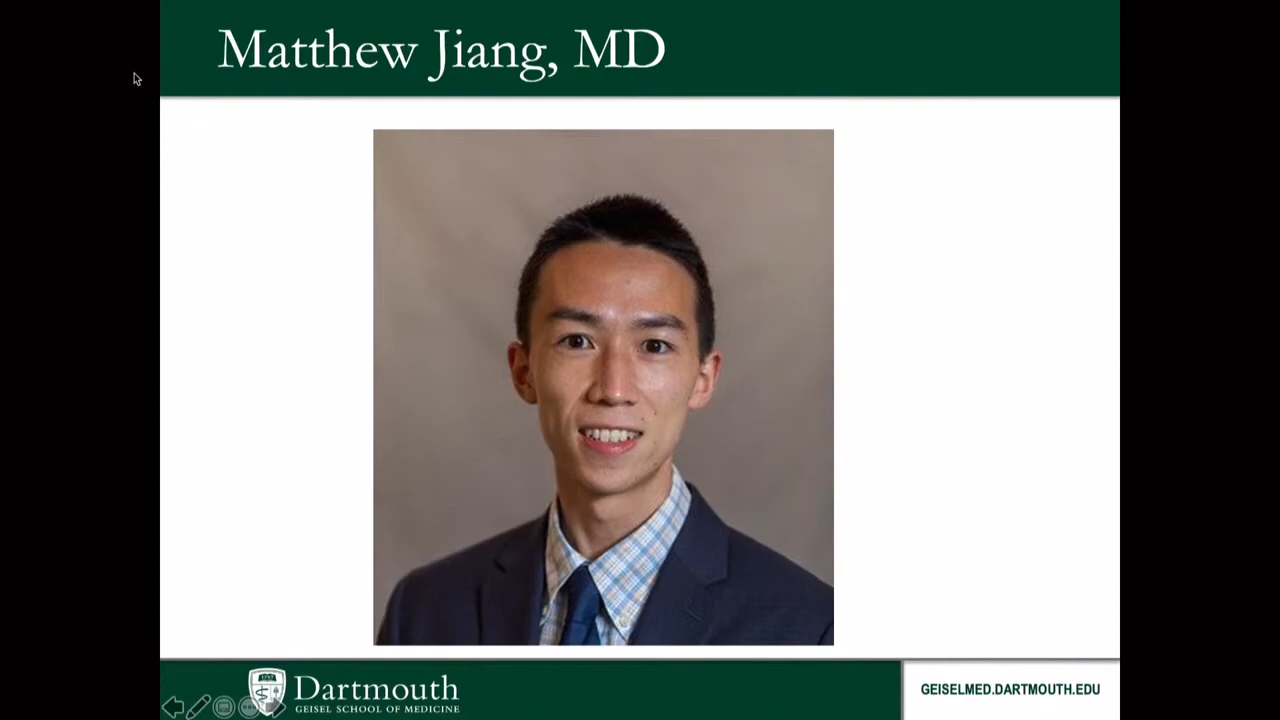 Matthew Jiang, MD
Dartmouth
GEISEL SCHOOL OF MEDICINE
GEISELMED.DARTMOUTH.EDU